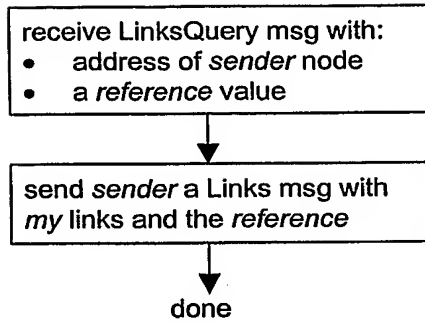 receive LinksQuery msg with:
• address of sender node
• a reference value
send sender a Links msg with
my links and the reference
done